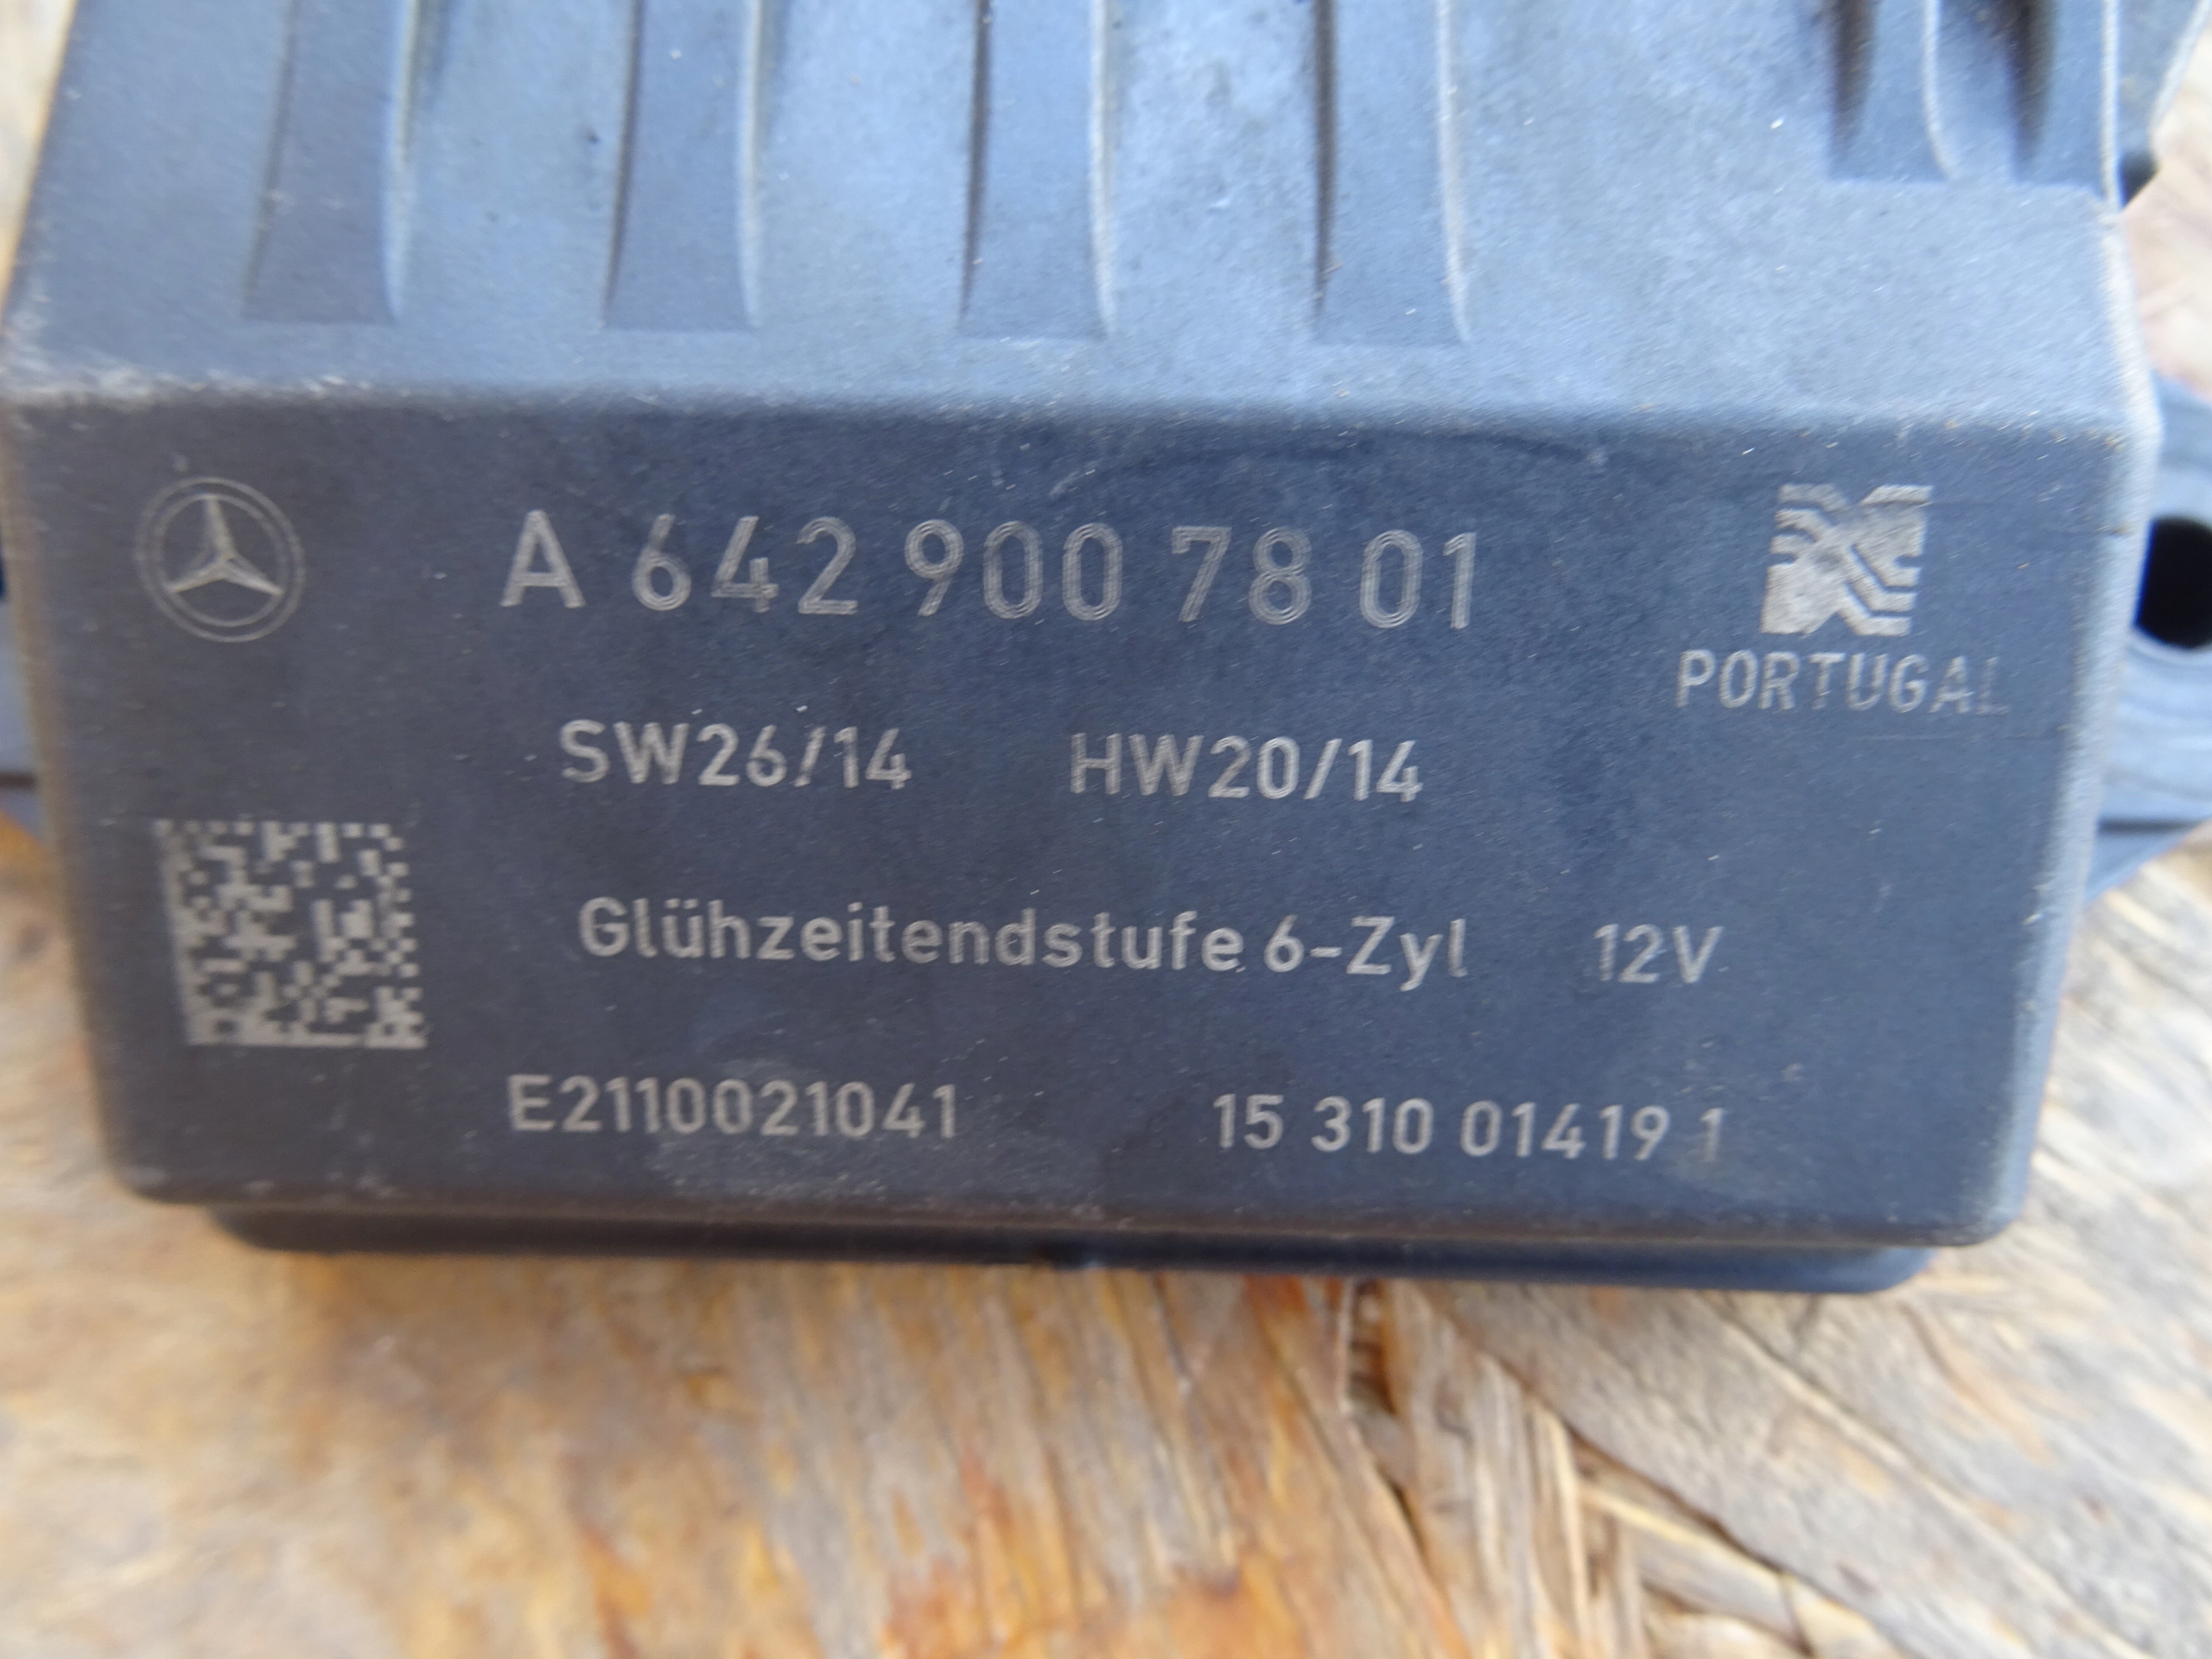 A 642 900 78 01
PORTUGAL
SW26/14 HW20/14
Glühzeitendstufe 6-Zyl 12V
E2110021041 15 310 01419 1